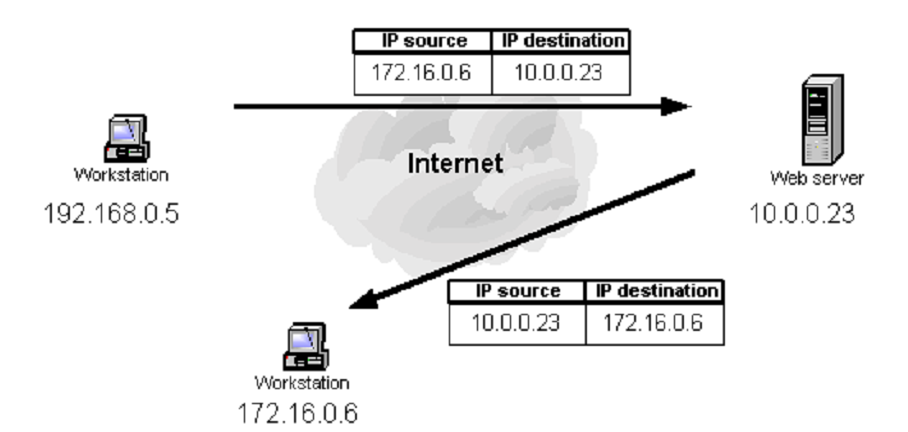 IP source IP destination
172.16.0.6 10.0.0.23
Internet
Workstation
192.168.0.5
Web server
10.0.0.23
IP source IP destination
10.0.0.23 172.16.0.6
Workstation
172.16.0.6